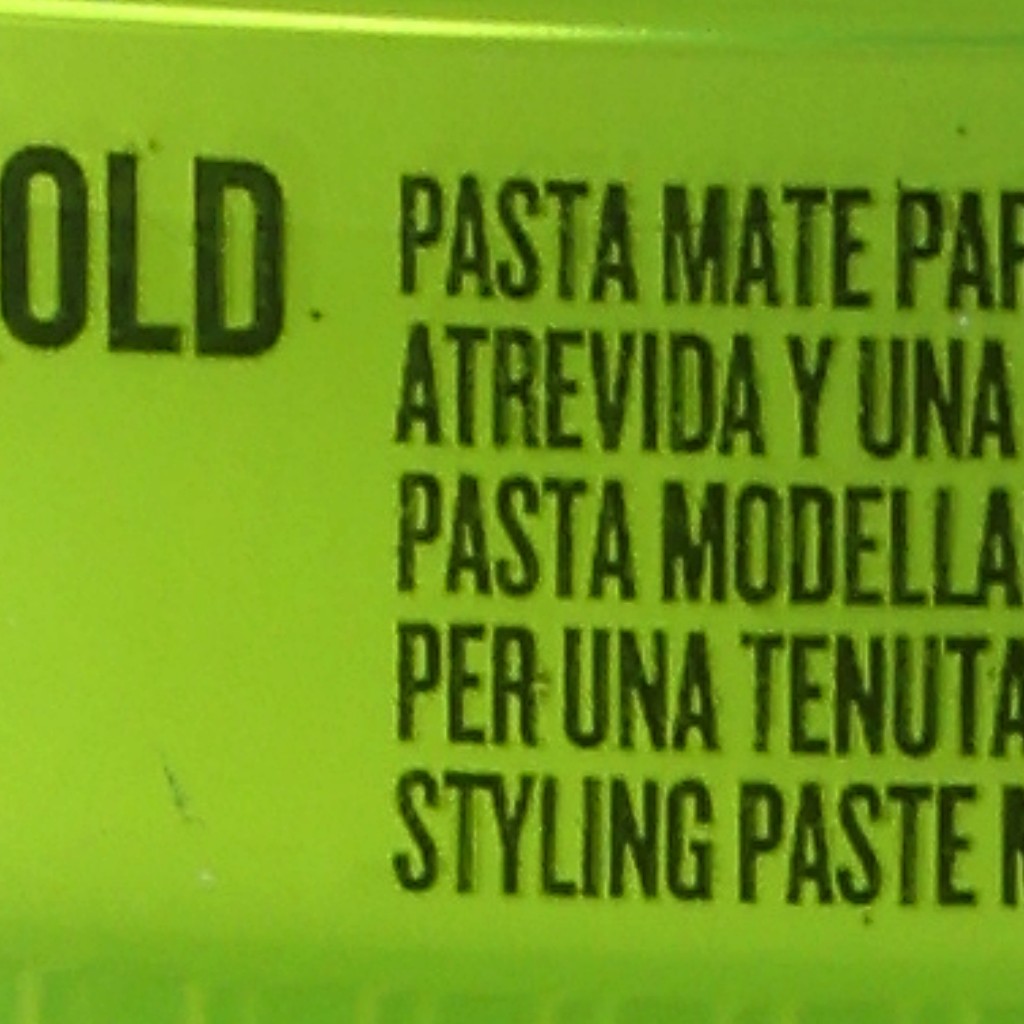 OLD
PASTA MATE PAR
ATREVIDA Y UNA
PASTA MODELLA
PER UNA TENUTA
STYLING PASTE